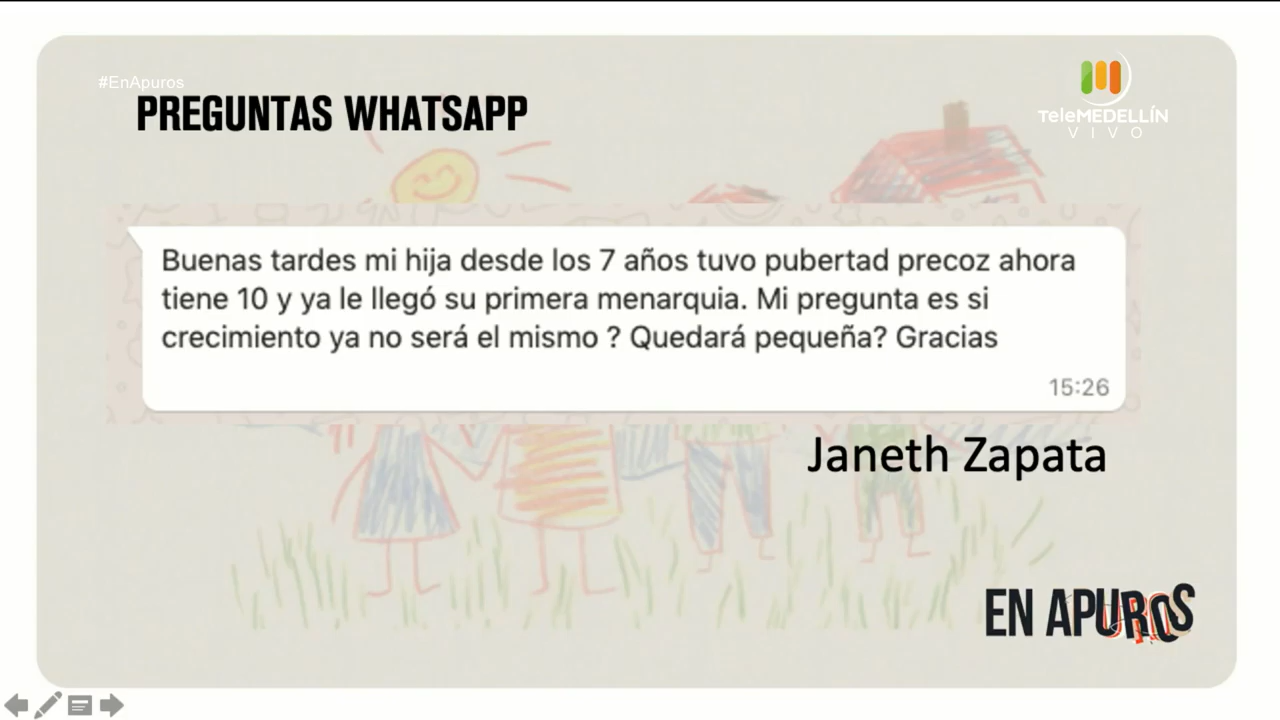 #EnApuros
PREGUNTAS WHATSAPP
TeleMEDELLÍN
VIVO
Buenas tardes mi hija desde los 7 años tuvo pubertad precoz ahora
tiene 10 y ya le llegó su primera menarquia. Mi pregunta es si
crecimiento ya no será el mismo ? Quedará pequeña? Gracias
15:26
Janeth Zapata
EN APUROS